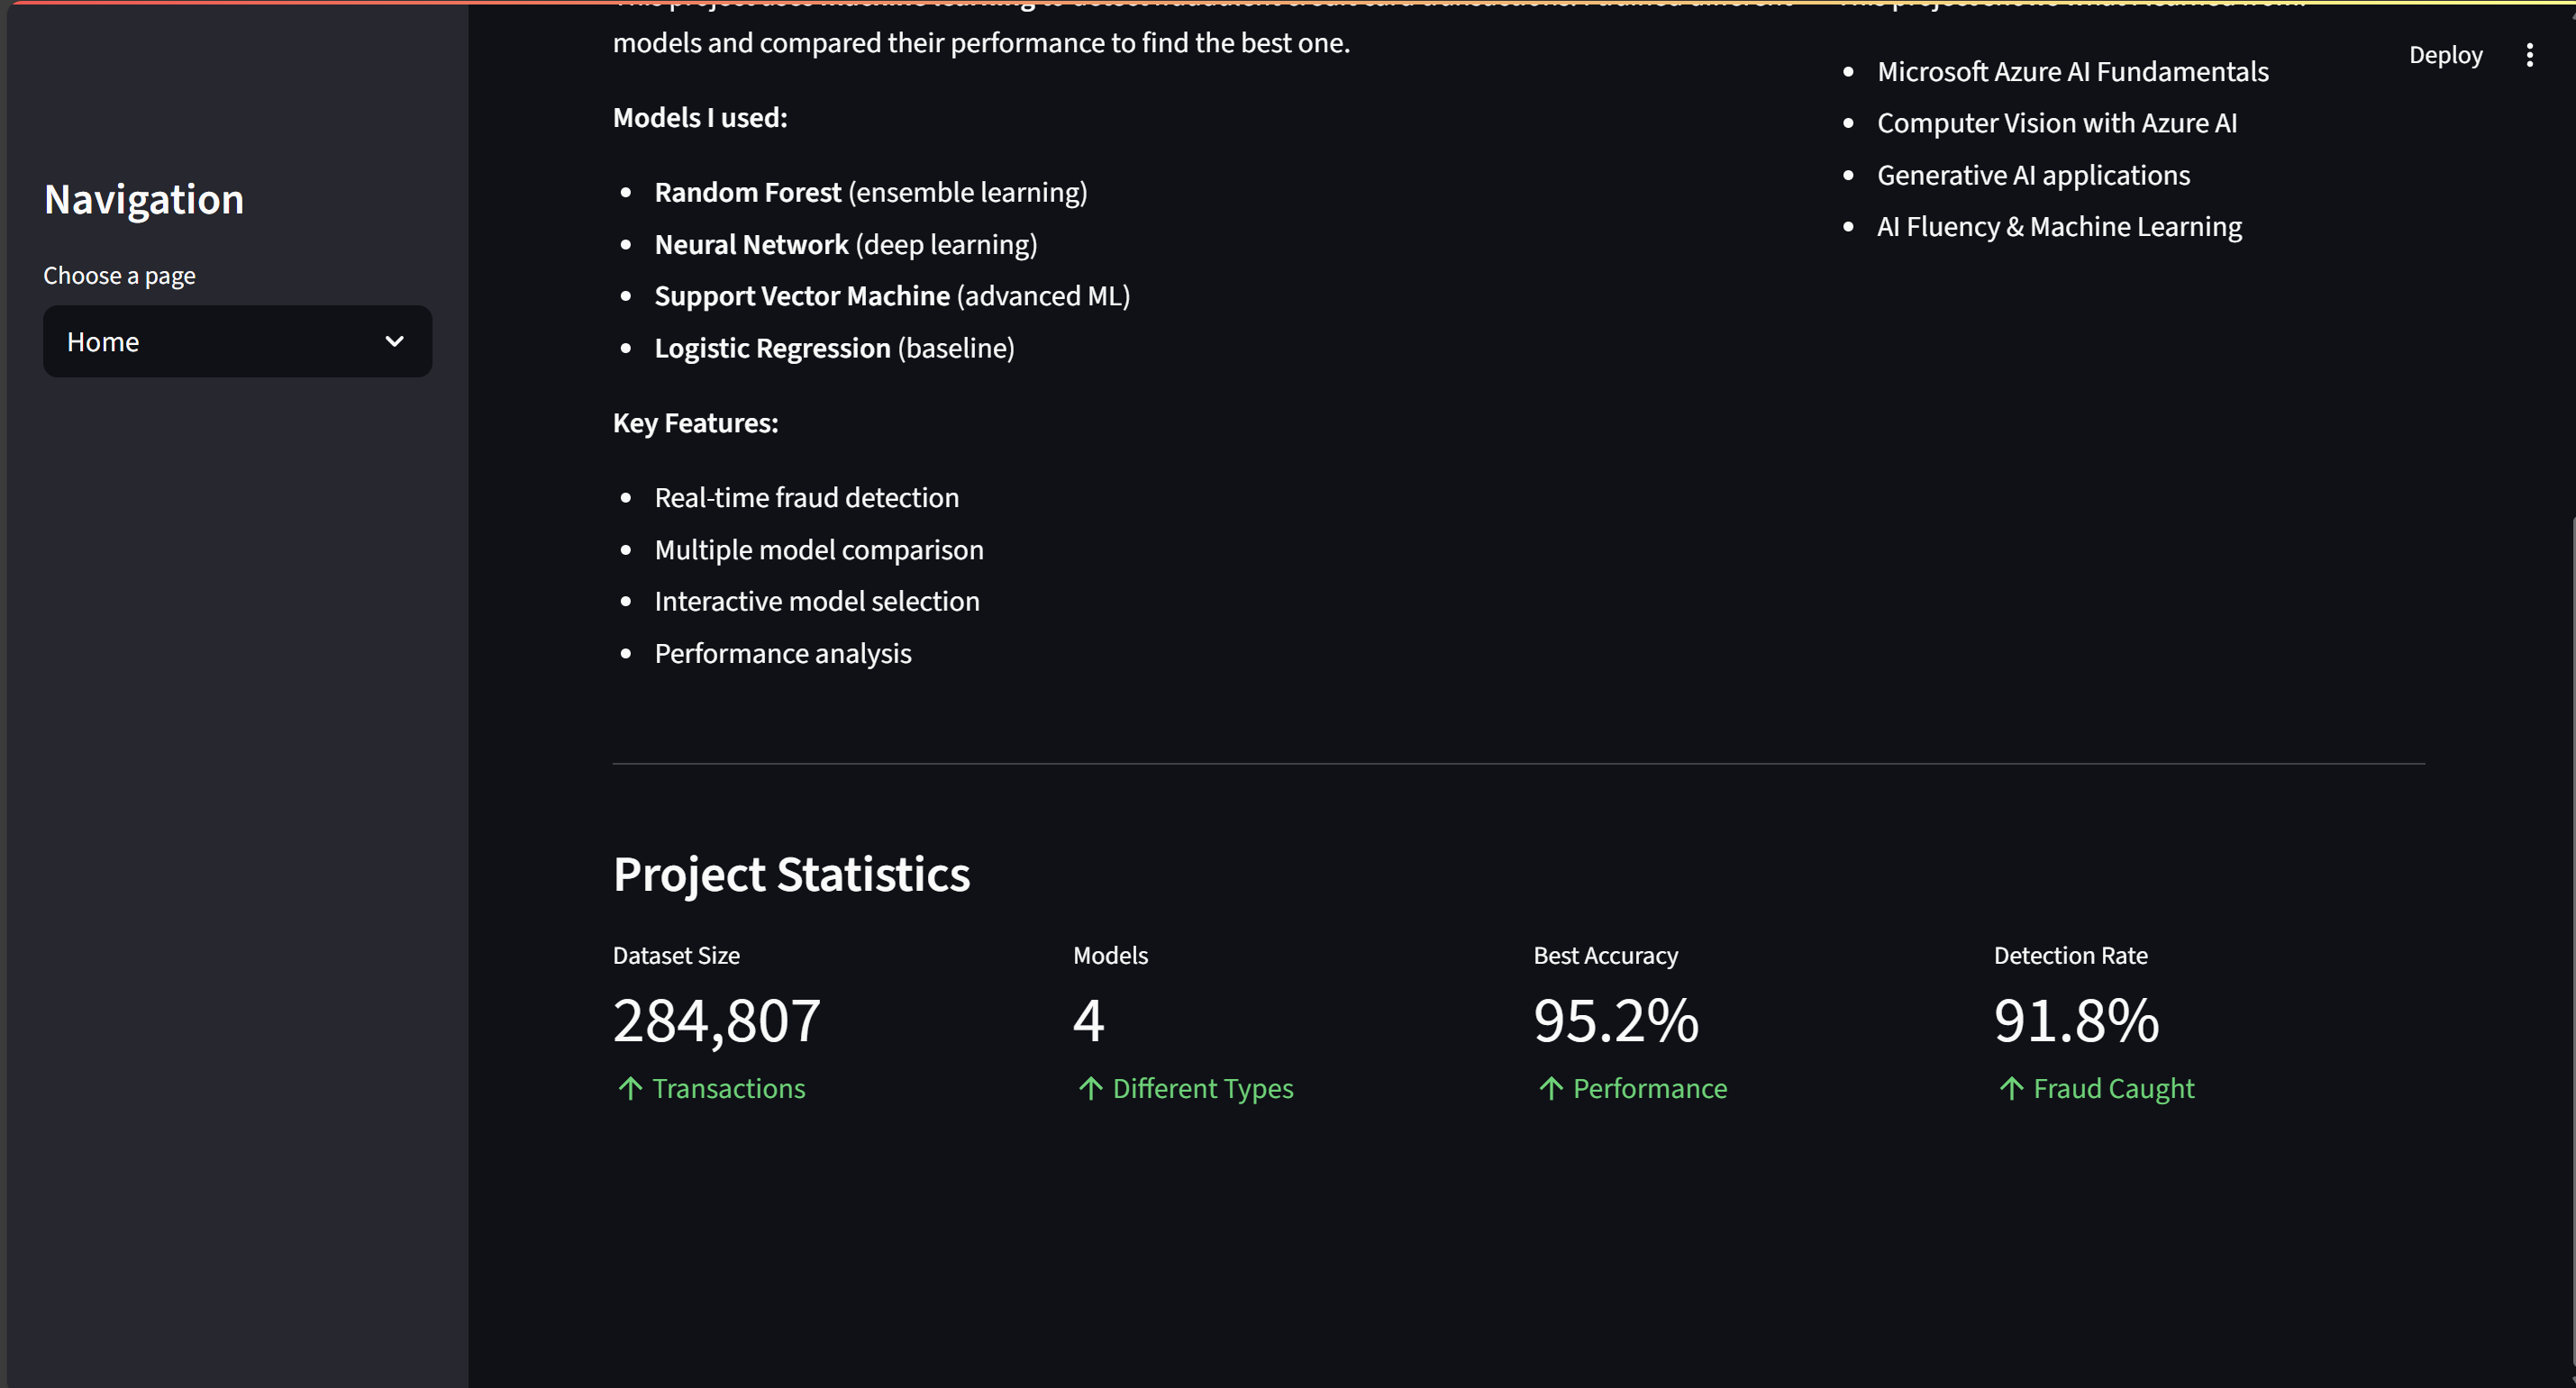 Deploy
Navigation
Choose a page
Home
models and compared their performance to find the best one.
Models I used:
Random Forest (ensemble learning)
Neural Network (deep learning)
Support Vector Machine (advanced ML)
Logistic Regression (baseline)
Key Features:
Real-time fraud detection
Multiple model comparison
Interactive model selection
Performance analysis
Microsoft Azure AI Fundamentals
Computer Vision with Azure AI
Generative AI applications
AI Fluency & Machine Learning
Project Statistics
Dataset Size
284,807
↑ Transactions
Models
4
↑ Different Types
Best Accuracy
95.2%
↑ Performance
Detection Rate
91.8%
↑ Fraud Caught